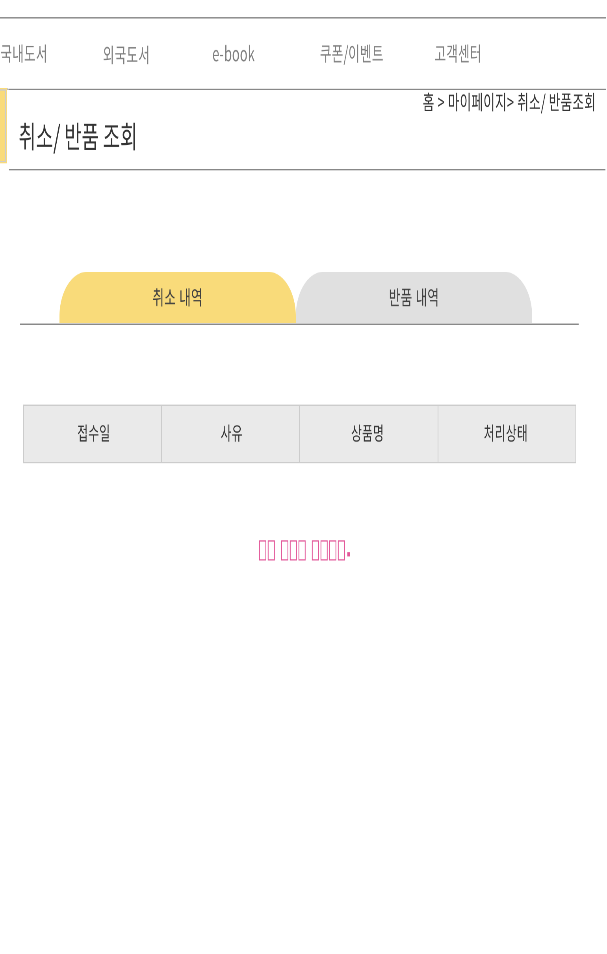 국내도서 외국도서 e-book 쿠폰/이벤트 고객센터
홈 > 마이페이지> 취소/ 반품조회
취소/ 반품 조회
취소 내역 반품 내역
접수일 사유 상품명 처리상태